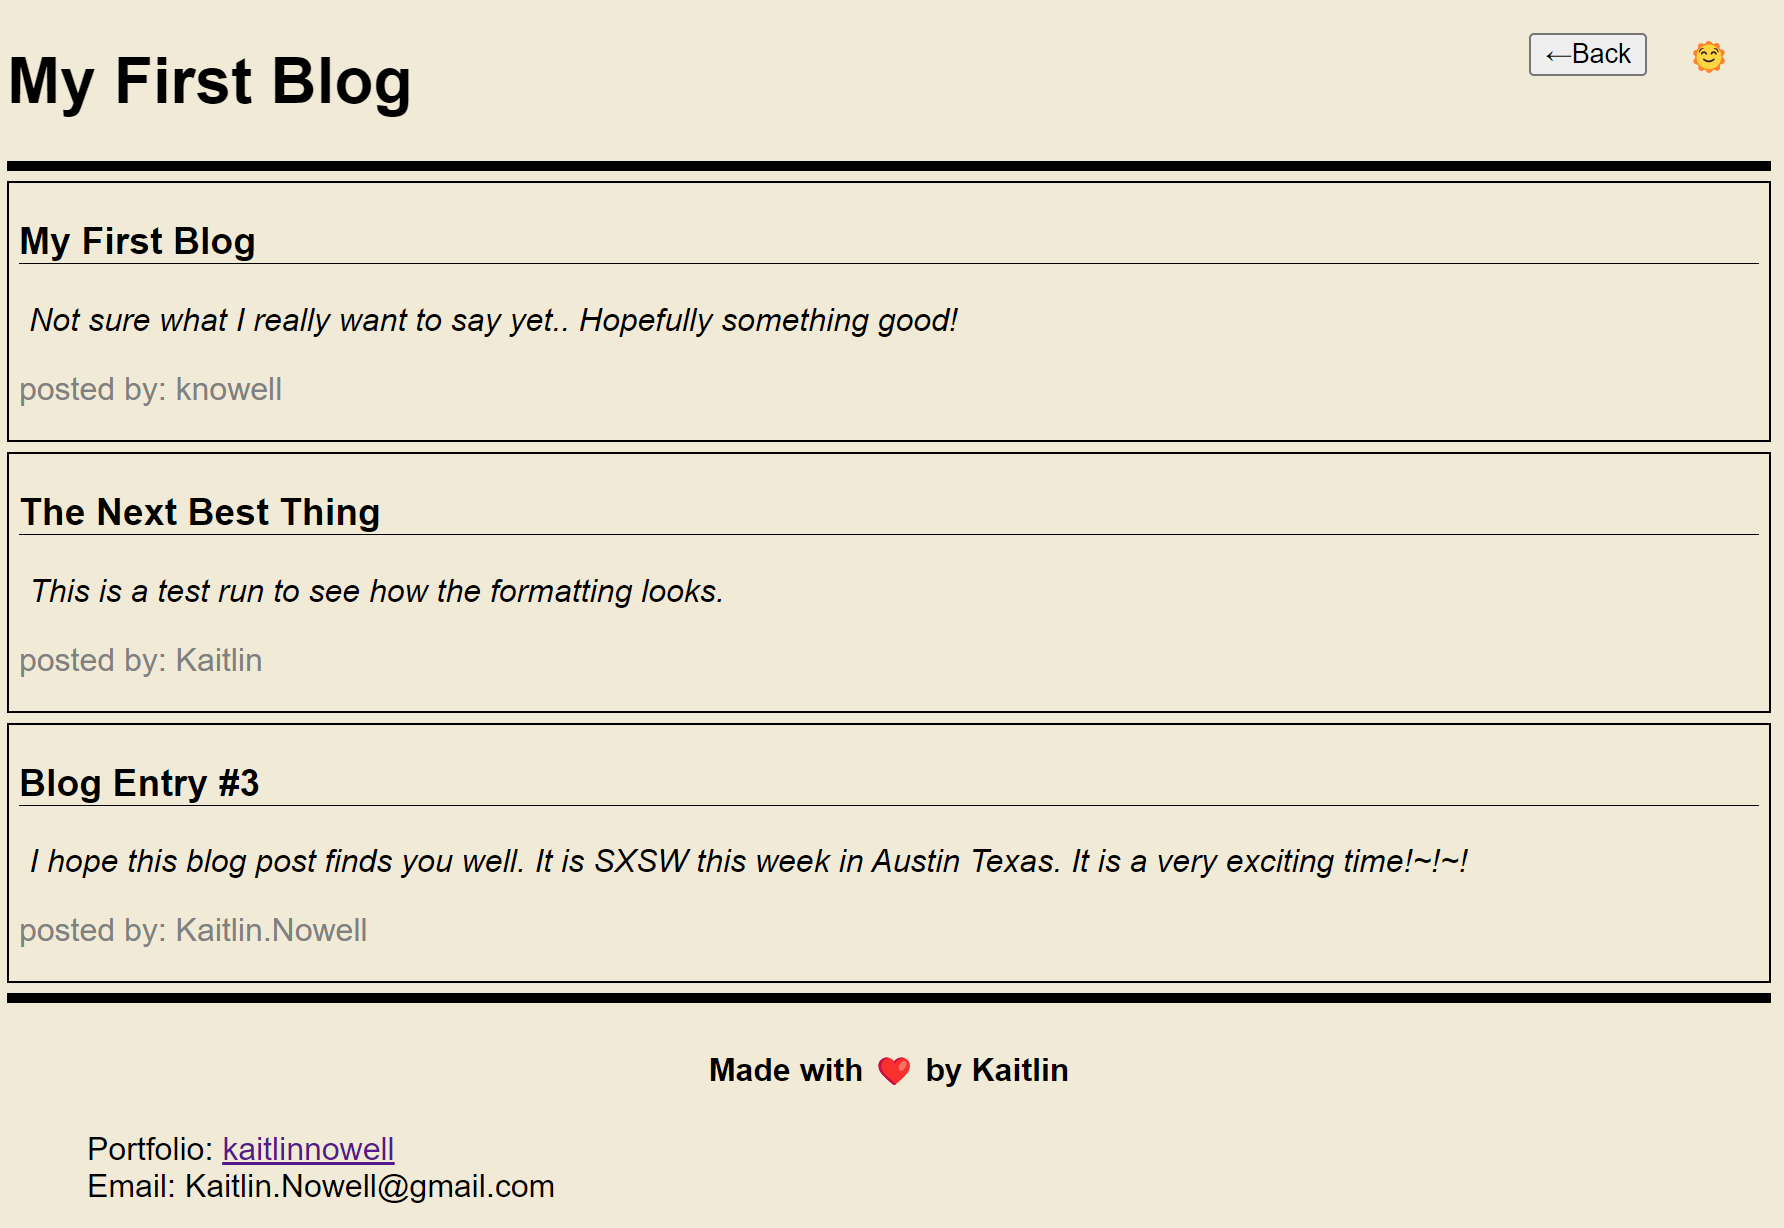 My First Blog
←Back 🌞
My First Blog
Not sure what I really want to say yet.. Hopefully something good!
posted by: knowell
The Next Best Thing
This is a test run to see how the formatting looks.
posted by: Kaitlin
Blog Entry #3
I hope this blog post finds you well. It is SXSW this week in Austin Texas. It is a very exciting time!~!~!
posted by: Kaitlin.Nowell
Made with ❤️ by Kaitlin
Portfolio: kaitlinnowell
Email: Kaitlin.Nowell@gmail.com